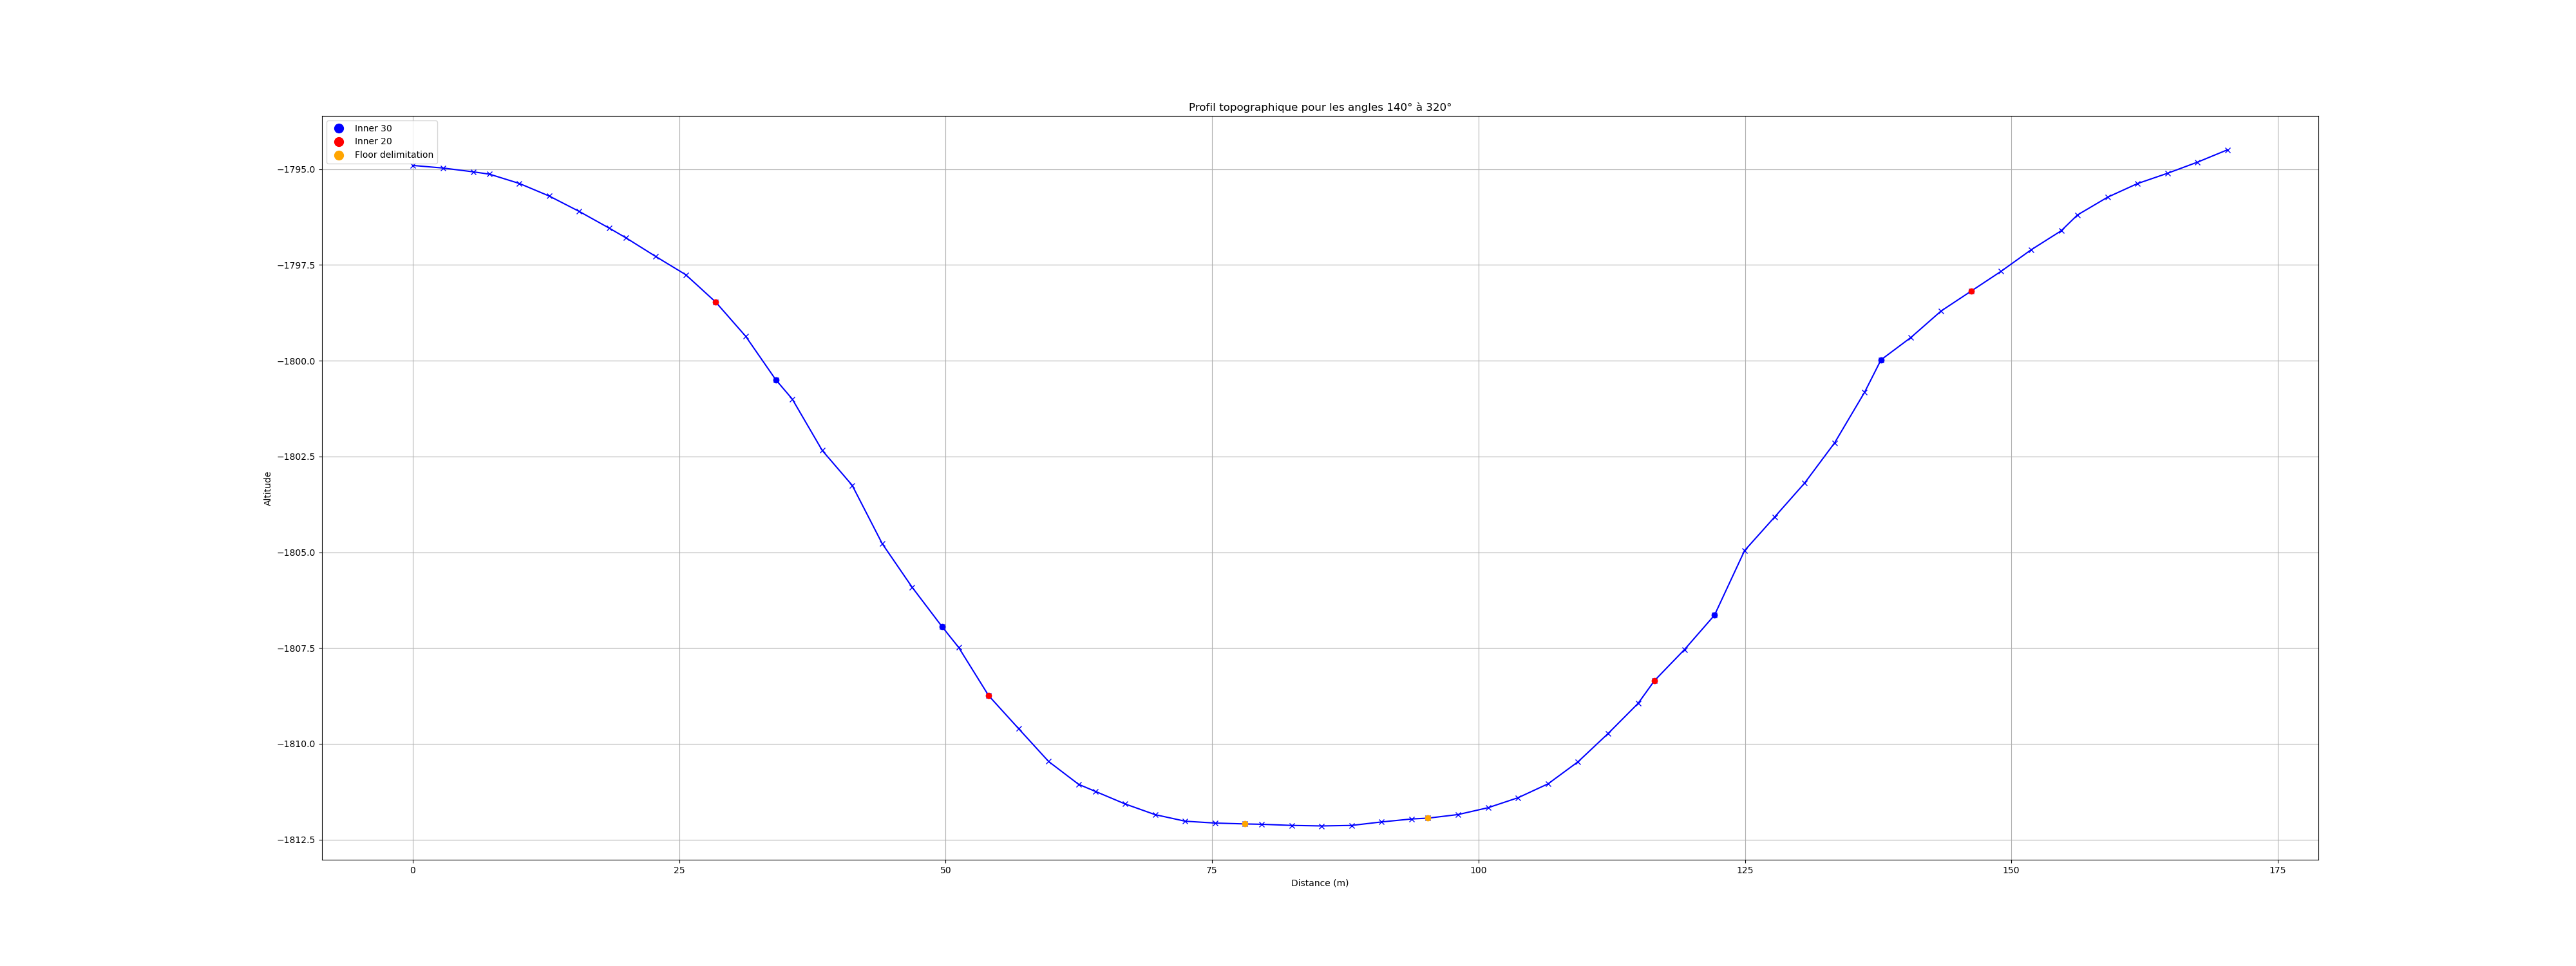 Profil topographique pour les angles 140° à 320°
Inner 30
Inner 20
Floor delimitation
−1795.0
−1797.5
−1800.0
−1802.5
−1805.0
−1807.5
−1810.0
−1812.5
Altitude
0 25 50 75 100 125 150 175
Distance (m)